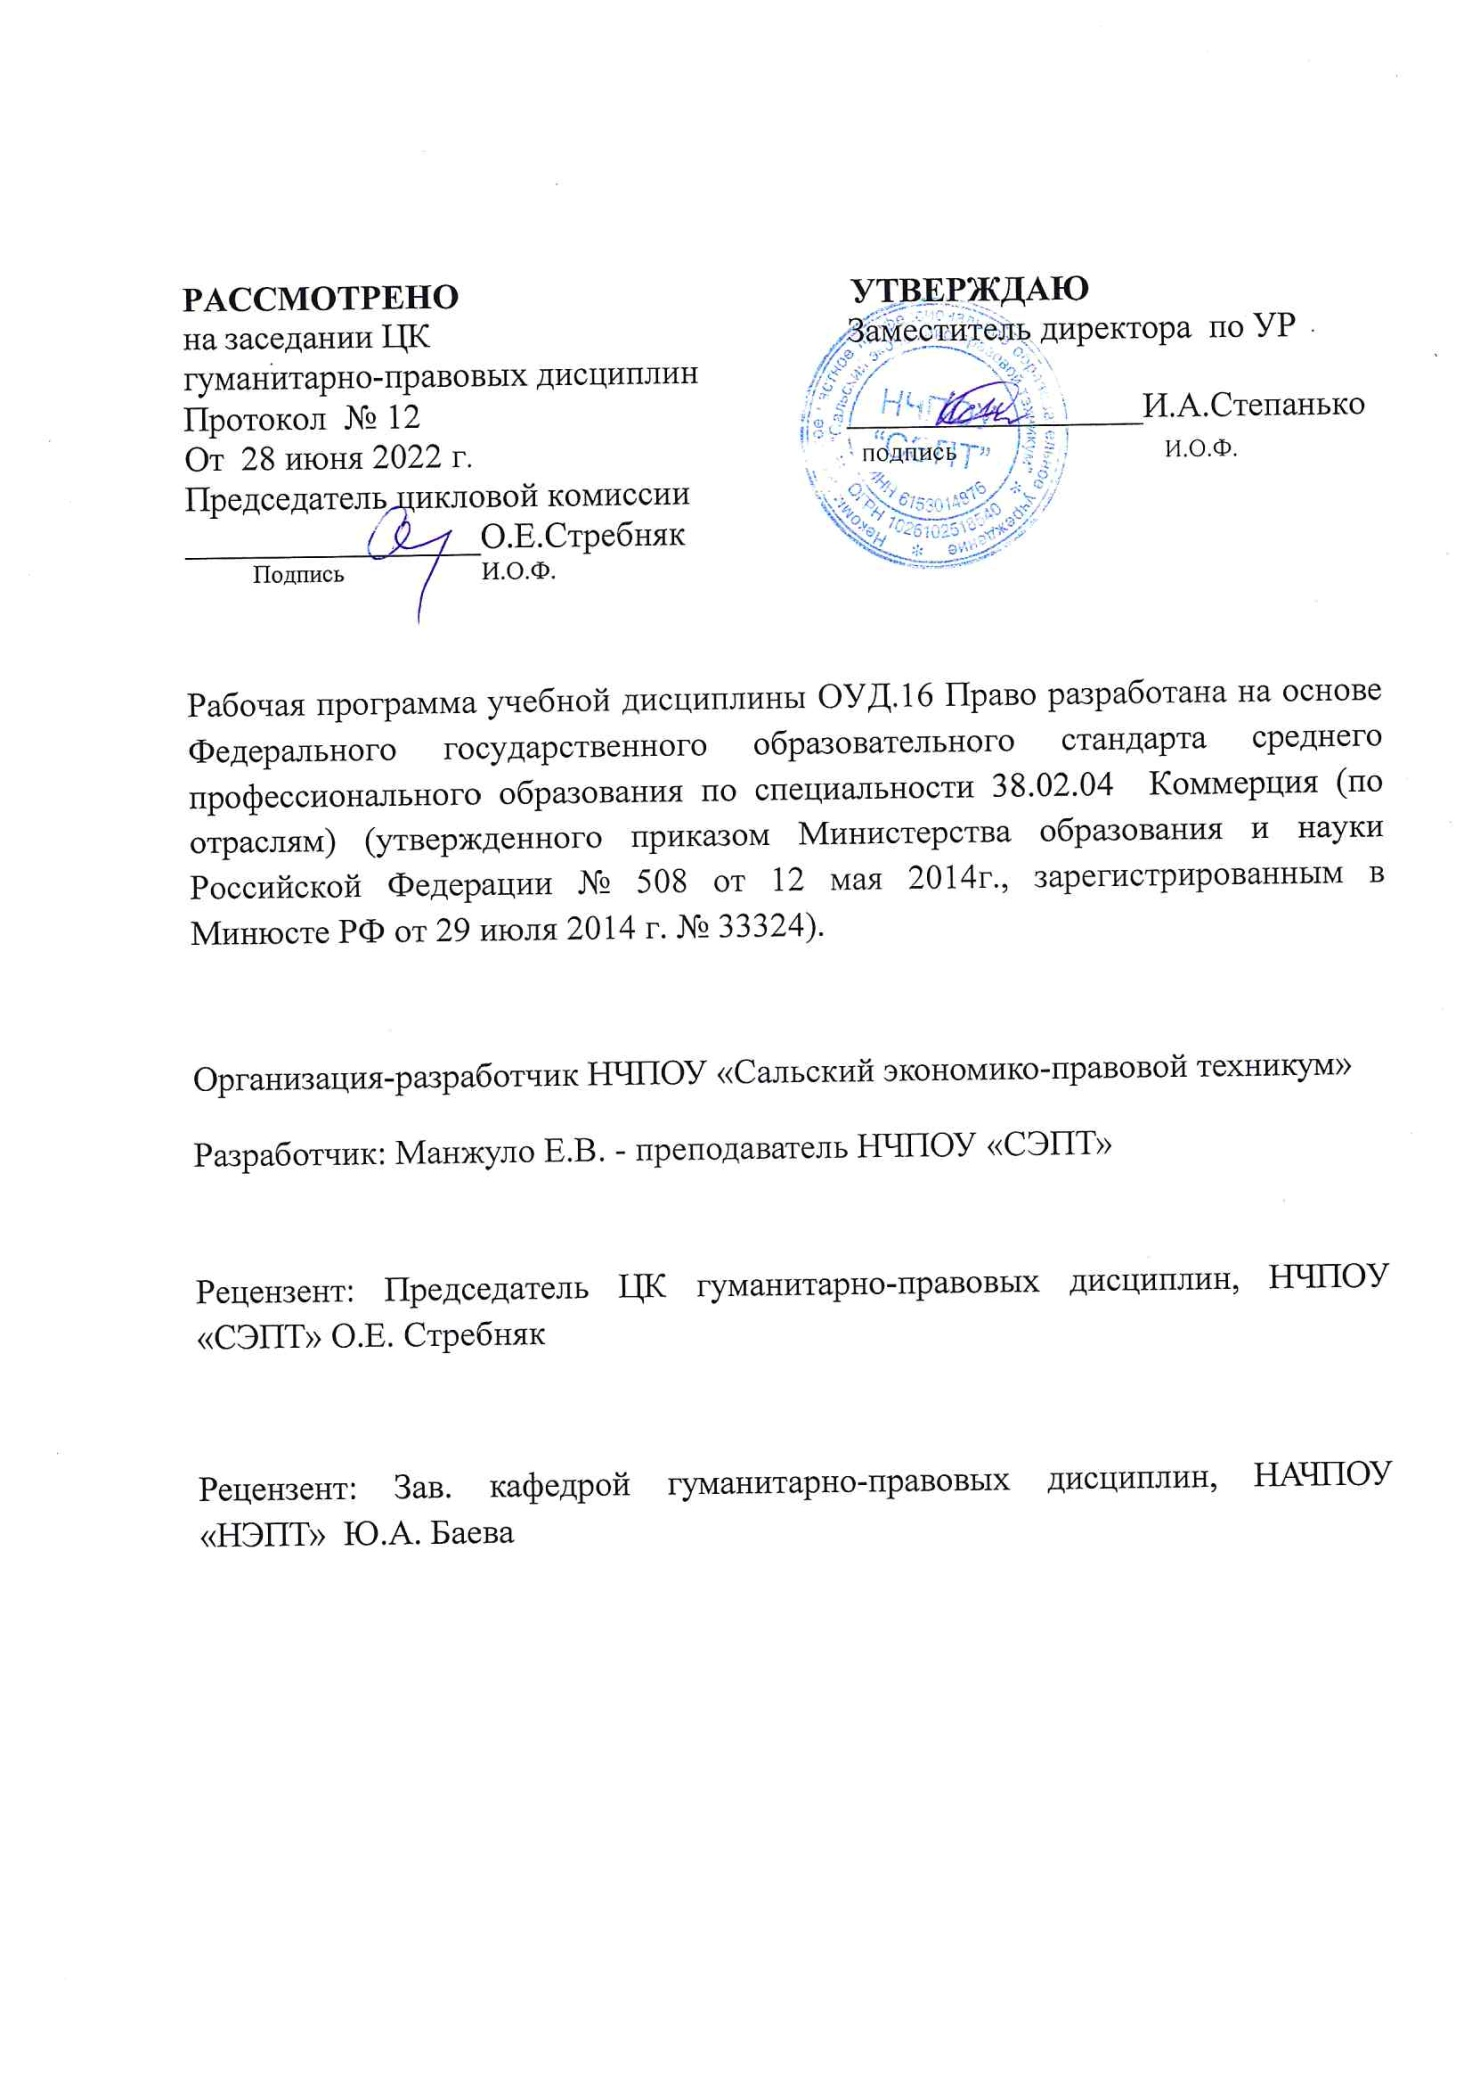 РАССМОТРЕНО
на заседании ЦК
гуманитарно-правовых дисциплин
Протокол № 12
От 28 июня 2022 г.
Председатель цикловой комиссии
О.Е.Стребняк
Подпись И.О.Ф.
УТВЕРЖДАЮ
Заместитель директора по УР
И.А.Степанько
подпись И.О.Ф.
ИНН 6153014976
ОГРН 1026102518540
Рабочая программа учебной дисциплины ОУД.16 Право разработана на основе
Федерального государственного образовательного стандарта среднего
профессионального образования по специальности 38.02.04 Коммерция (по
отраслям) (утвержденного приказом Министерства образования и науки
Российской Федерации № 508 от 12 мая 2014г., зарегистрированным в
Минюсте РФ от 29 июля 2014 г. № 33324).
Организация-разработчик НЧПОУ «Сальский экономико-правовой техникум»
Разработчик: Манжуло Е.В. - преподаватель НЧПОУ «СЭПТ»
Рецензент: Председатель ЦК гуманитарно-правовых дисциплин, НЧПОУ
«СЭПТ» О.Е. Стребняк
Рецензент: Зав. кафедрой гуманитарно-правовых дисциплин, НАЧПОУ
«НЭПТ» Ю.А. Баева